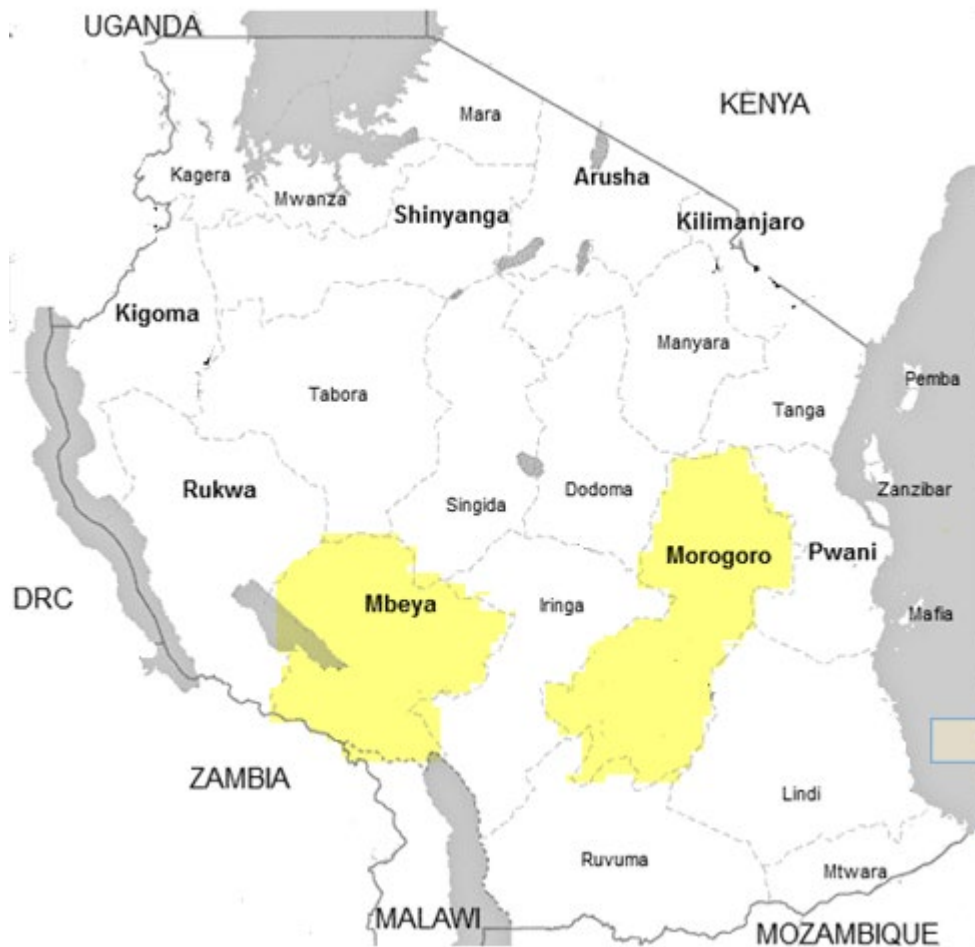 UGANDA
KENYA
Mara
Kagera
Mwanza
Arusha
Shinyanga
Kilimanjaro
Kigoma
Manyara
Pemba
Tabora
Tanga
Rukwa
Singida
Dodoma
Zanzibar
Morogoro
Pwani
DRC
Mbeya
Iringa
Mafia
ZAMBIA
Lindi
Ruvuma
Mtwara
MALAWI
MOZAMBIQUE